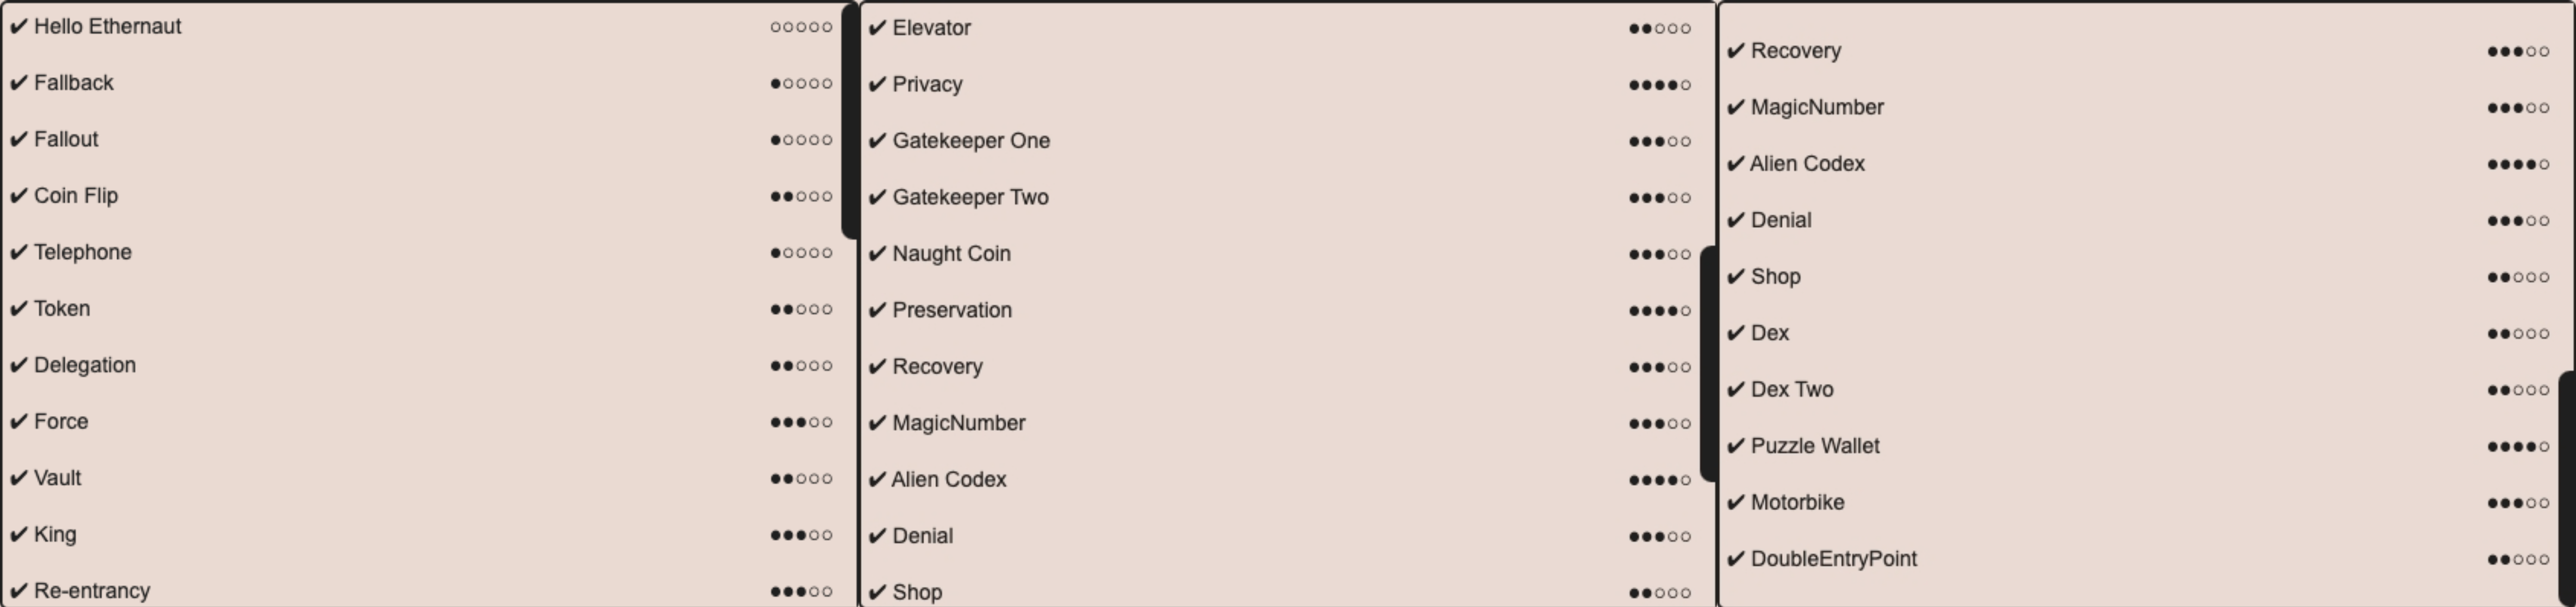 ✔ Hello Ethernaut ○○○○○
✔ Fallback ●○○○○
✔ Fallout ●○○○○
✔ Coin Flip ●●○○○
✔ Telephone ●○○○○
✔ Token ●●○○○
✔ Delegation ●●○○○
✔ Force ●●●○○
✔ Vault ●●○○○
✔ King ●●●○○
✔ Re-entrancy ●●●○○
✔ Elevator ●●○○○
✔ Privacy ●●●●○
✔ Gatekeeper One ●●●○○
✔ Gatekeeper Two ●●●○○
✔ Naught Coin ●●●○○
✔ Preservation ●●●●○
✔ Recovery ●●●○○
✔ MagicNumber ●●●○○
✔ Alien Codex ●●●●○
✔ Denial ●●●○○
✔ Shop ●●○○○
✔ Recovery ●●●○○
✔ MagicNumber ●●●○○
✔ Alien Codex ●●●●○
✔ Denial ●●●○○
✔ Shop ●●○○○
✔ Dex ●●○○○
✔ Dex Two ●●○○○
✔ Puzzle Wallet ●●●●○
✔ Motorbike ●●●○○
✔ DoubleEntryPoint ●●○○○